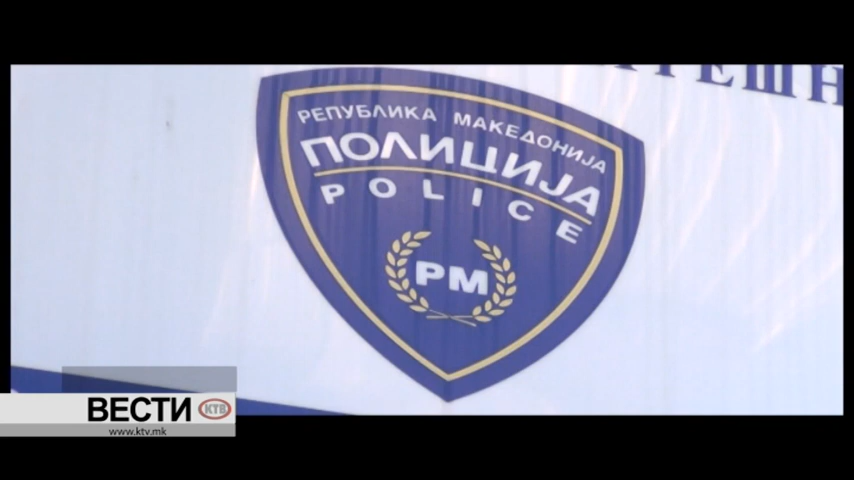 РЕПУБЛИКА МАКЕДОНИЈА
ПОЛИЦИЈА
POLICE
РМ
ВЕСТИ КТВ
www.ktv.mk